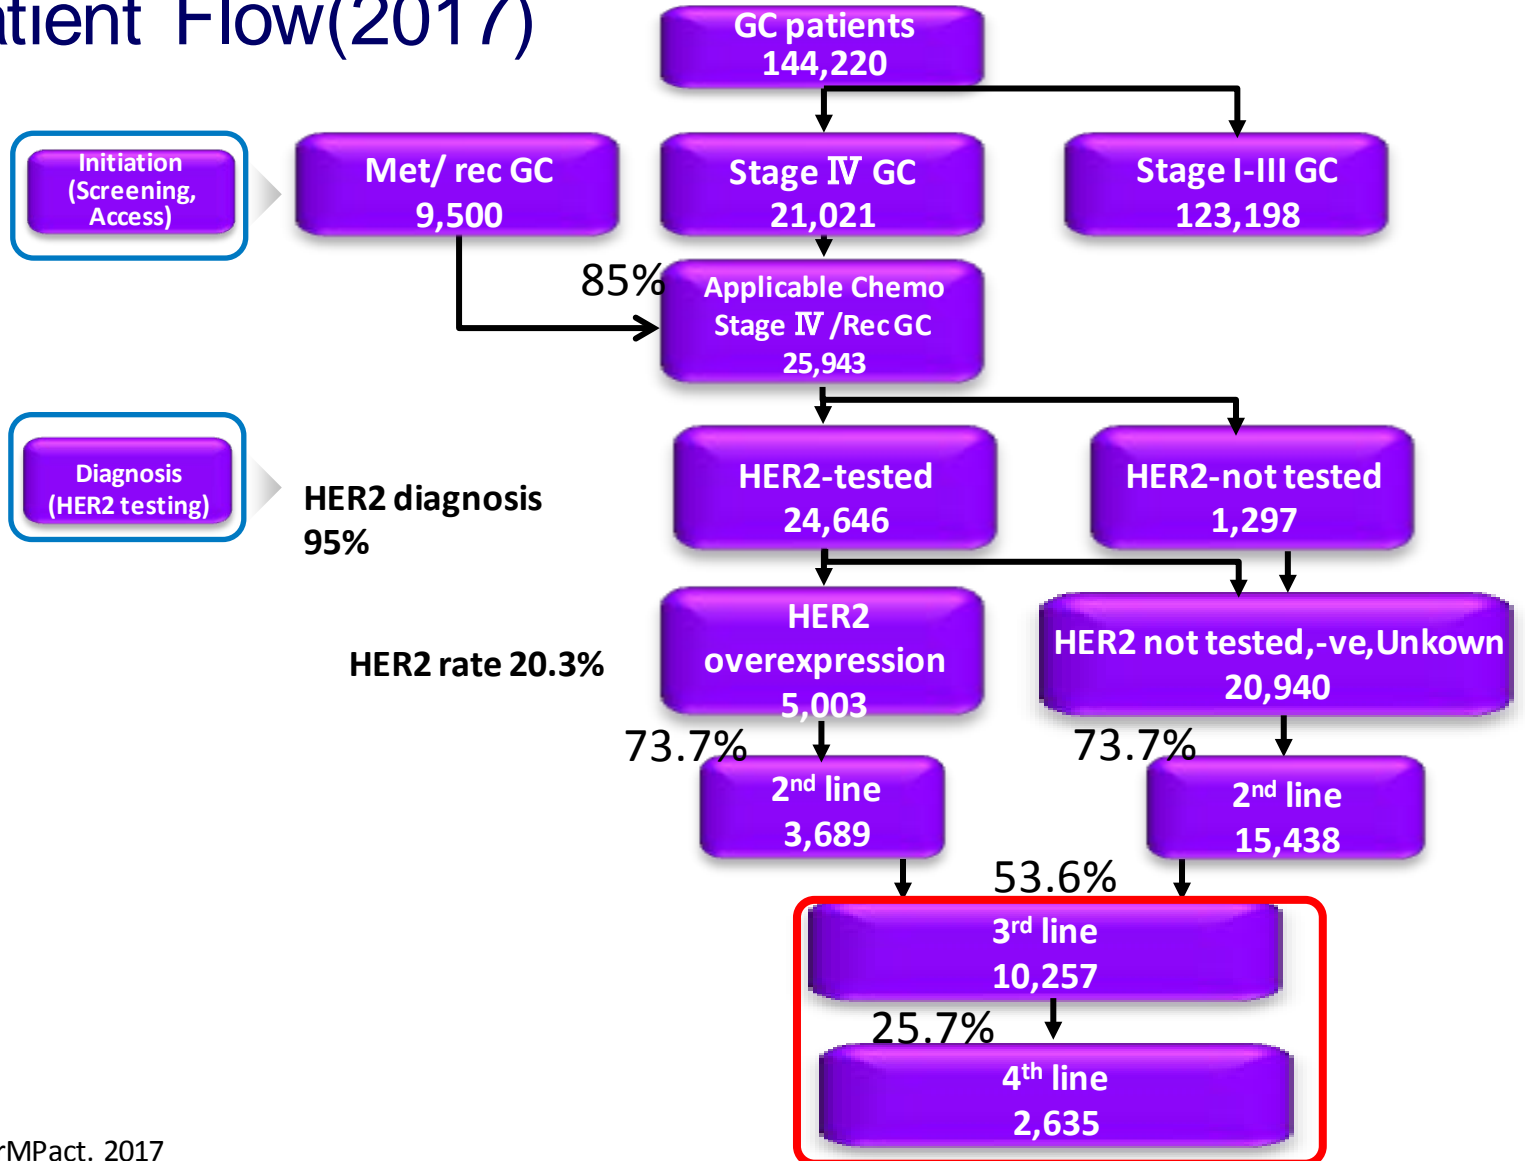 atient Flow(2017)
GC patients
144,220
Initiation
(Screening,
Access)
Met/ rec GC
9,500
Stage Ⅳ GC
21,021
Stage I-III GC
123,198
85%
Applicable Chemo
Stage Ⅳ /Rec GC
25,943
Diagnosis
(HER2 testing)
HER2 diagnosis
95%
HER2-tested
24,646
HER2-not tested
1,297
HER2 rate 20.3%
HER2
overexpression
5,003
HER2 not tested,-ve,Unkown
20,940
73.7%
73.7%
2nd line
3,689
2nd line
15,438
53.6%
3rd line
10,257
25.7%
4th line
2,635
rMPact. 2017